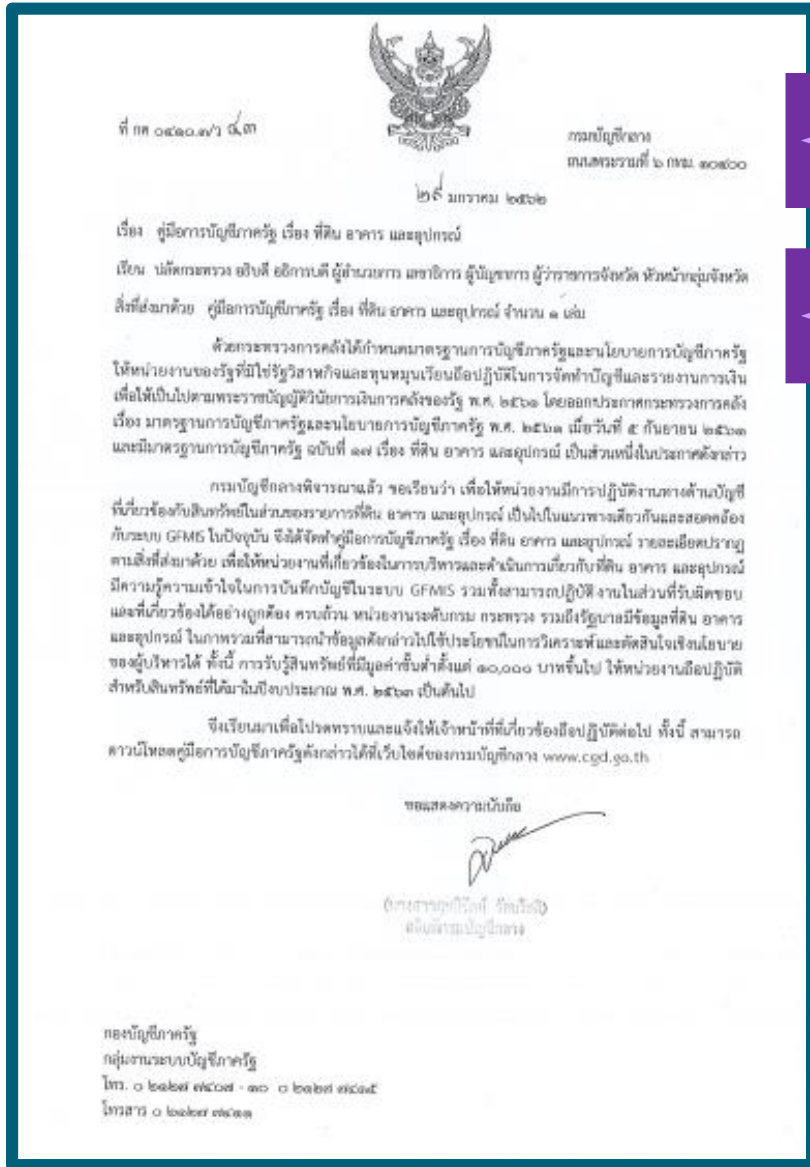 ที่ กค ๐๔๑๐.๓/ว ๔๓
กรมบัญชีกลาง
ถนนพระรามที่ ๖ กทม. ๑๐๔๐๐
๒๙ มกราคม ๒๕๖๒
เรื่อง คู่มือการบัญชีภาครัฐ เรื่อง ที่ดิน อาคาร และอุปกรณ์
เรียน ปลัดกระทรวง อธิบดี อธิการบดี ผู้อำนวยการ เลขาธิการ ผู้บัญชาการ ผู้ว่าราชการจังหวัด หัวหน้ากลุ่มจังหวัด
สิ่งที่ส่งมาด้วย คู่มือการบัญชีภาครัฐ เรื่อง ที่ดิน อาคาร และอุปกรณ์ จำนวน ๑ เล่ม
ด้วยกระทรวงการคลังได้กำหนดมาตรฐานการบัญชีภาครัฐและนโยบายการบัญชีภาครัฐ
ให้หน่วยงานของรัฐที่มิใช่รัฐวิสาหกิจและทุนหมุนเวียนถือปฏิบัติในการจัดทำบัญชีและรายงานการเงิน
เพื่อให้เป็นไปตามพระราชบัญญัติวินัยการเงินการคลังของรัฐ พ.ศ. ๒๕๖๑ โดยออกประกาศกระทรวงการคลัง
เรื่อง มาตรฐานการบัญชีภาครัฐและนโยบายการบัญชีภาครัฐ พ.ศ. ๒๕๖๑ เมื่อวันที่ ๕ กันยายน ๒๕๖๑
และมีมาตรฐานการบัญชีภาครัฐ ฉบับที่ ๑๗ เรื่อง ที่ดิน อาคาร และอุปกรณ์ เป็นส่วนหนึ่งในประกาศดังกล่าว
กรมบัญชีกลางพิจารณาแล้ว ขอเรียนว่า เพื่อให้หน่วยงานมีการปฏิบัติงานทางด้านบัญชี
ที่เกี่ยวข้องกับสินทรัพย์ในส่วนของรายการที่ดิน อาคาร และอุปกรณ์ เป็นไปในแนวทางเดียวกันและสอดคล้อง
กับระบบ GFMIS ในปัจจุบัน จึงได้จัดทำคู่มือการบัญชีภาครัฐ เรื่อง ที่ดิน อาคาร และอุปกรณ์ รายละเอียดปรากฏ
ตามสิ่งที่ส่งมาด้วย เพื่อให้หน่วยงานที่เกี่ยวข้องในการบริหารและดำเนินการเกี่ยวกับที่ดิน อาคาร และอุปกรณ์
มีความรู้ความเข้าใจในการบันทึกบัญชีในระบบ GFMIS รวมทั้งสามารถปฏิบัติงานในส่วนที่รับผิดชอบ
และที่เกี่ยวข้องได้อย่างถูกต้อง ครบถ้วน หน่วยงานระดับกรม กระทรวง รวมถึงรัฐบาลมีข้อมูลที่ดิน อาคาร
และอุปกรณ์ ในภาพรวมที่สามารถนำข้อมูลดังกล่าวไปใช้ประโยชน์ในการวิเคราะห์และตัดสินใจเชิงนโยบาย
ของผู้บริหารได้ ทั้งนี้ การรับรู้สินทรัพย์ที่มีมูลค่าขั้นต่ำตั้งแต่ ๑๐,๐๐๐ บาทขึ้นไป ให้หน่วยงานถือปฏิบัติ
สำหรับสินทรัพย์ที่ได้มาในปีงบประมาณ พ.ศ. ๒๕๖๓ เป็นต้นไป
จึงเรียนมาเพื่อโปรดทราบและแจ้งให้เจ้าหน้าที่ที่เกี่ยวข้องถือปฏิบัติต่อไป ทั้งนี้ สามารถ
ดาวน์โหลดคู่มือการบัญชีภาครัฐดังกล่าวได้ที่เว็บไซต์ของกรมบัญชีกลาง www.cgd.go.th
ขอแสดงความนับถือ
อธิบดีกรมบัญชีกลาง
กองบัญชีภาครัฐ
กลุ่มงานระบบบัญชีภาครัฐ
โทร. ๐ ๒๑๒๗ ๗๔๐๗ - ๑๐ ๐ ๒๑๒๗ ๗๔๑๕
โทรสาร ๐ ๒๑๒๗ ๗๔๑๑